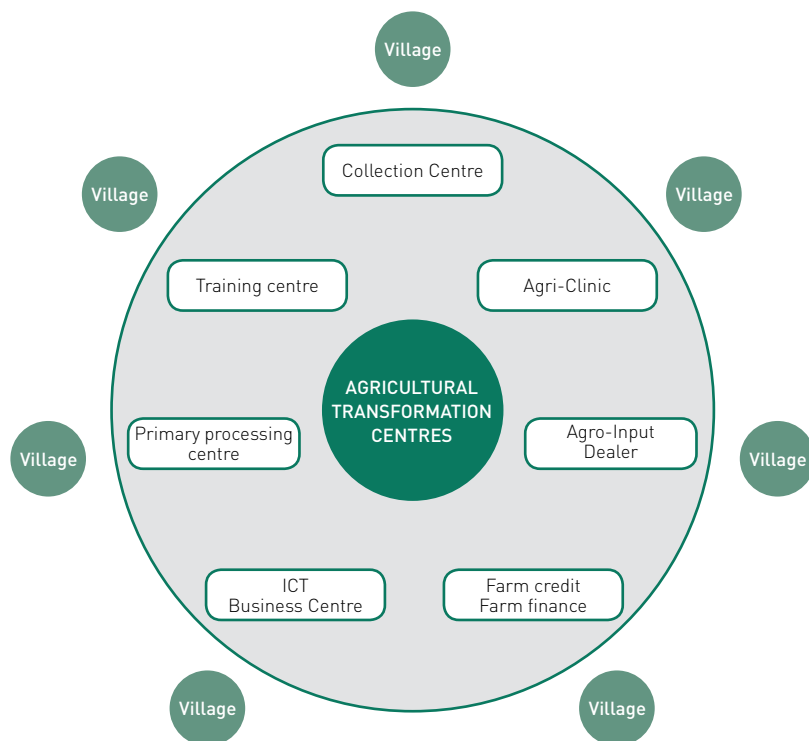 Village
Village
Village
Collection Centre
Training centre
Agri-Clinic
AGRICULTURAL
TRANSFORMATION
CENTRES
Primary processing
centre
Agro-Input
Dealer
Village
Village
ICT
Business Centre
Farm credit
Farm finance
Village
Village